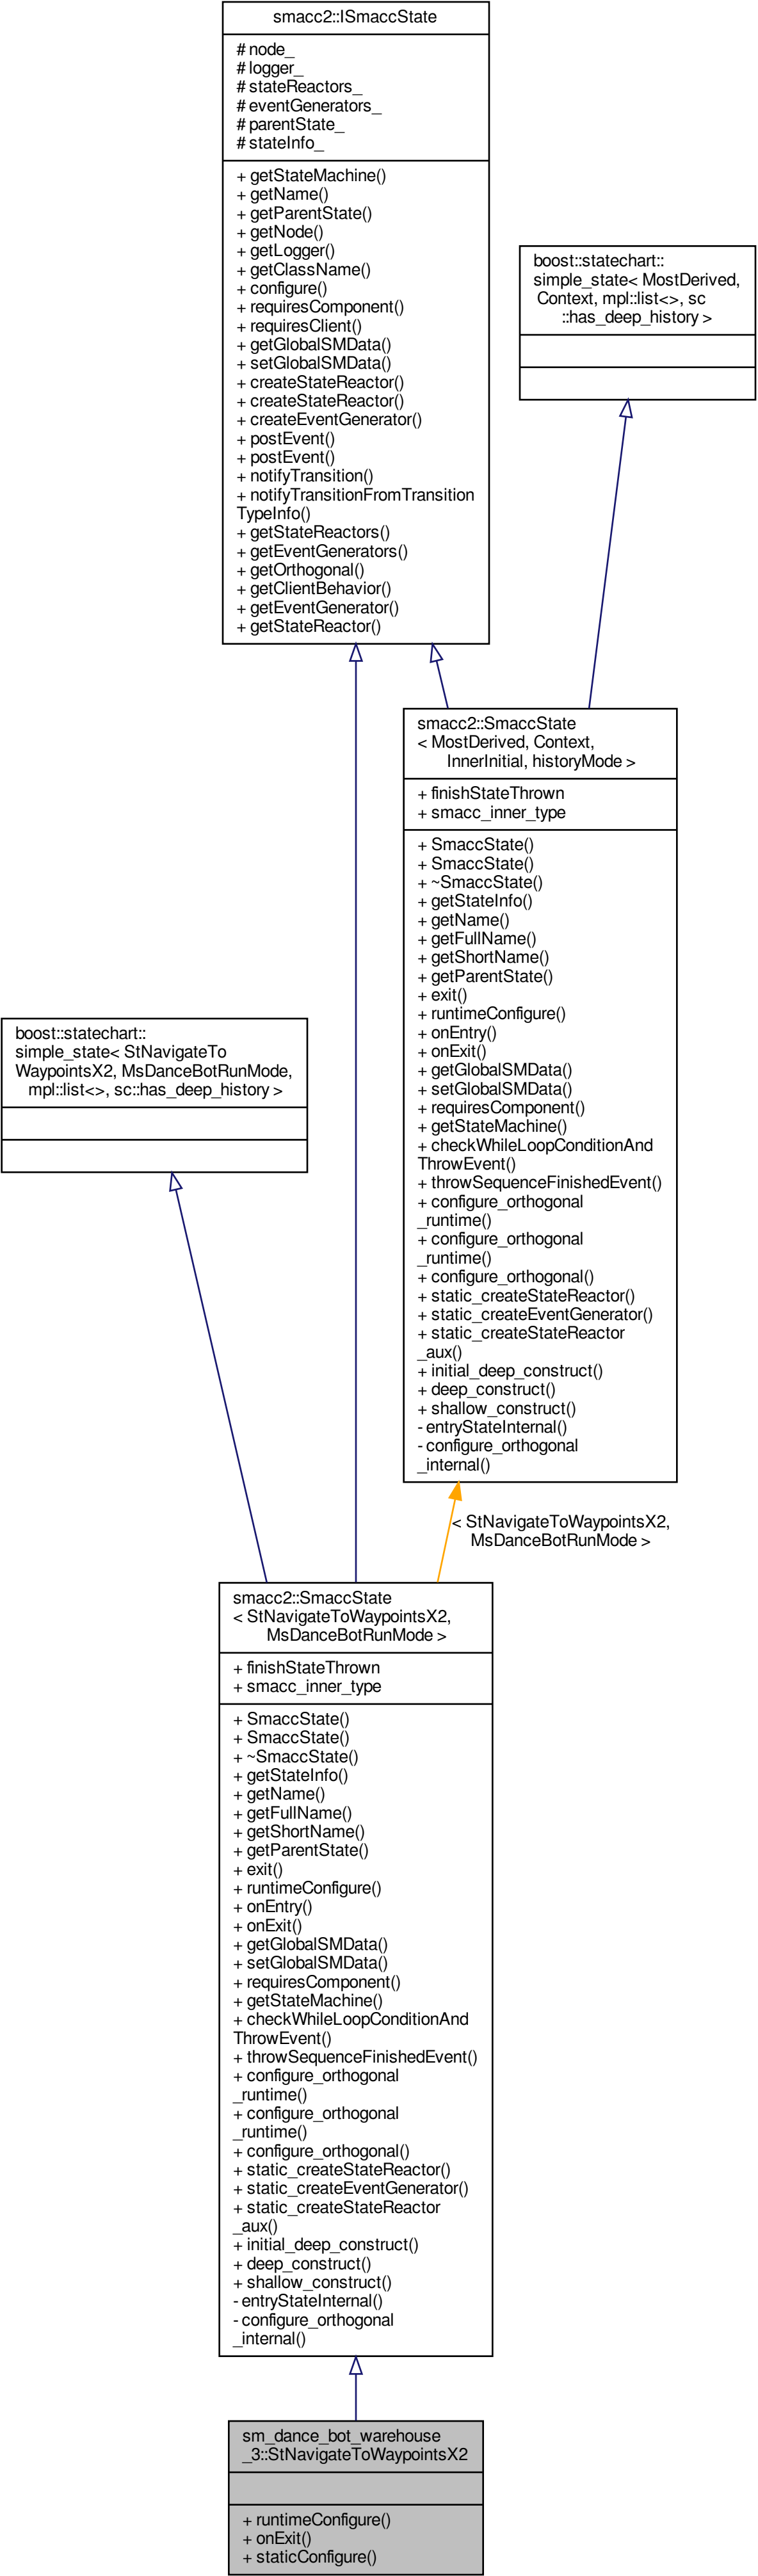 smacc2::ISmaccState
# node_
# logger_
# stateReactors_
# eventGenerators_
# parentState_
# stateInfo_
+ getStateMachine()
+ getName()
+ getParentState()
+ getNode()
+ getLogger()
+ getClassName()
+ configure()
+ requiresComponent()
+ requiresClient()
+ getGlobalSMData()
+ setGlobalSMData()
+ createStateReactor()
+ createStateReactor()
+ createEventGenerator()
+ postEvent()
+ postEvent()
+ notifyTransition()
+ notifyTransitionFromTransition
TypeInfo()
+ getStateReactors()
+ getEventGenerators()
+ getOrthogonal()
+ getClientBehavior()
+ getEventGenerator()
+ getStateReactor()
boost::statechart::
simple_state< MostDerived,
Context, mpl::list<>, sc
::has_deep_history >
smacc2::SmaccState
< MostDerived, Context,
InnerInitial, historyMode >
+ finishStateThrown
+ smacc_inner_type
+ SmaccState()
+ SmaccState()
+ ~SmaccState()
+ getStateInfo()
+ getName()
+ getFullName()
+ getShortName()
+ getParentState()
+ exit()
+ runtimeConfigure()
+ onEntry()
+ onExit()
+ getGlobalSMData()
+ setGlobalSMData()
+ requiresComponent()
+ getStateMachine()
+ checkWhileLoopConditionAnd
ThrowEvent()
+ throwSequenceFinishedEvent()
+ configure_orthogonal
_runtime()
+ configure_orthogonal
_runtime()
+ configure_orthogonal()
+ static_createStateReactor()
+ static_createEventGenerator()
+ static_createStateReactor
_aux()
+ initial_deep_construct()
+ deep_construct()
+ shallow_construct()
- entryStateInternal()
- configure_orthogonal
_internal()
boost::statechart::
simple_state< StNavigateTo
WaypointsX2, MsDanceBotRunMode,
mpl::list<>, sc::has_deep_history >
< StNavigateToWaypointsX2,
MsDanceBotRunMode >
smacc2::SmaccState
< StNavigateToWaypointsX2,
MsDanceBotRunMode >
+ finishStateThrown
+ smacc_inner_type
+ SmaccState()
+ SmaccState()
+ ~SmaccState()
+ getStateInfo()
+ getName()
+ getFullName()
+ getShortName()
+ getParentState()
+ exit()
+ runtimeConfigure()
+ onEntry()
+ onExit()
+ getGlobalSMData()
+ setGlobalSMData()
+ requiresComponent()
+ getStateMachine()
+ checkWhileLoopConditionAnd
ThrowEvent()
+ throwSequenceFinishedEvent()
+ configure_orthogonal
_runtime()
+ configure_orthogonal
_runtime()
+ configure_orthogonal()
+ static_createStateReactor()
+ static_createEventGenerator()
+ static_createStateReactor
_aux()
+ initial_deep_construct()
+ deep_construct()
+ shallow_construct()
- entryStateInternal()
- configure_orthogonal
_internal()
sm_dance_bot_warehouse
_3::StNavigateToWaypointsX2
+ runtimeConfigure()
+ onExit()
+ staticConfigure()